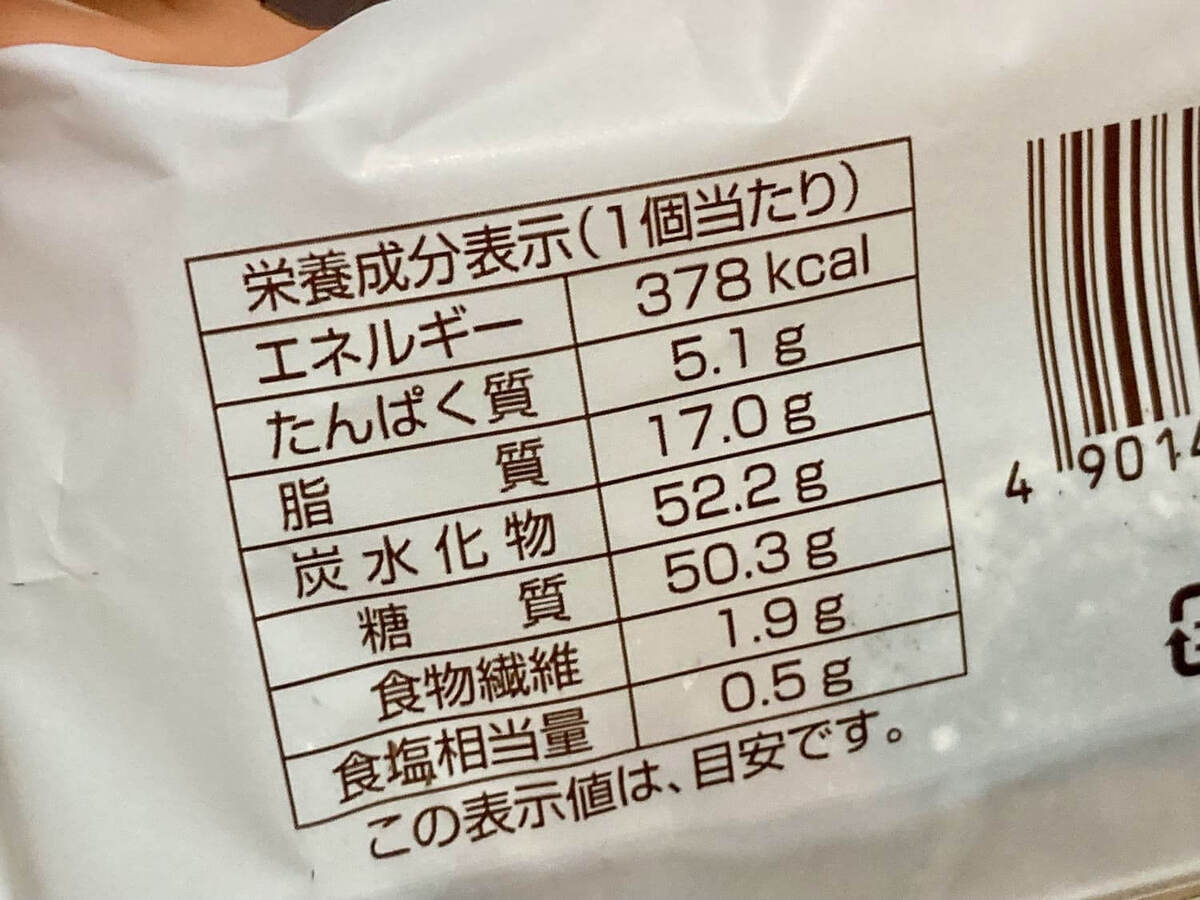 栄養成分表示(1個当たり)
エネルギー 378 kcal
たんぱく質 5.1 g
脂質 17.0 g
炭水化物 52.2 g
糖質 50.3 g
食物繊維 1.9 g
食塩相当量 0.5 g
この表示値は、目安です。
4 9014